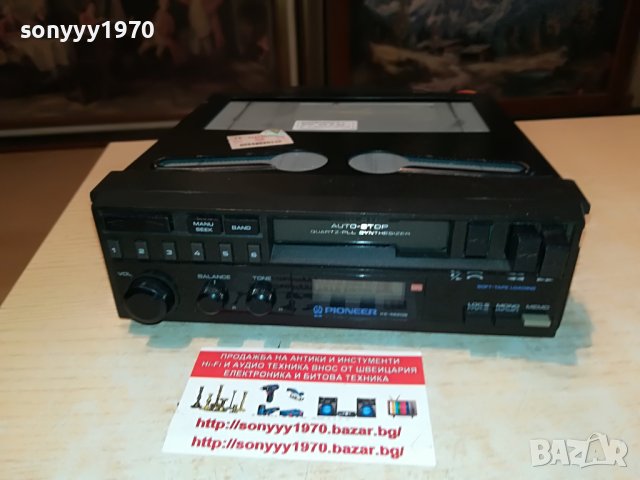 sonyyy1970
MANU
SEEK
BAND
AUTO-STOP
QUARTZ-PLL SYNTHESIZER
1 2 3 4 5 6
VOL
BALANCE
TONE
SOFT-TAPE LOADING
PIONEER
MONO
MEMO
ПРОДАЖБА НА АНТИКИ И ИНСТУМЕНТИ
Hi-Fi И АУДИО ТЕХНИКА ВНОС ОТ ШВЕЙЦАРИЯ
ЕЛЕКТРОНИКА И БИТОВА ТЕХНИКА
http://sonyyy1970.bazar.bg/
http://sonyyy1970.bazar.bg/
sonyyy1970
bazar